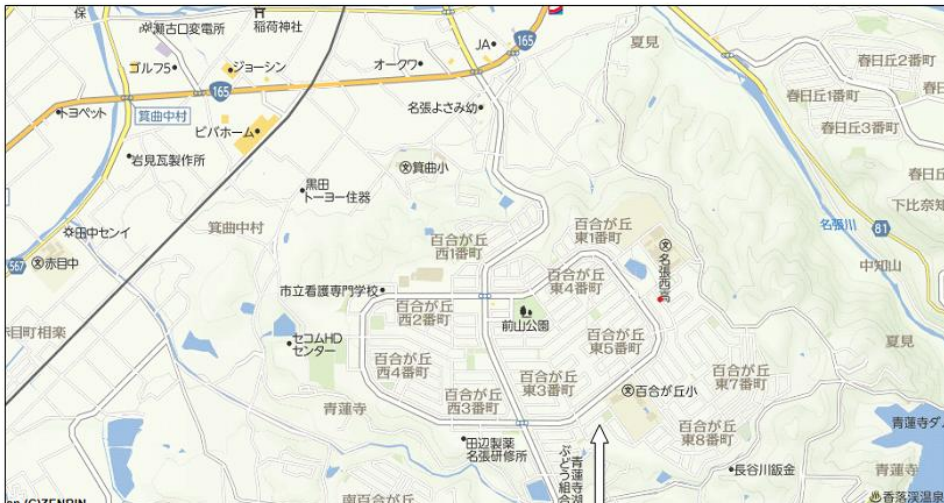 保
瀬古口変電所
稲荷神社
JA
165
夏見
春日丘2番町
ゴルフ5
ジョーシン
オークワ
165
春日丘1番町
春日
トヨペット
箕曲中村
名張よさみ幼
春日丘3番町
ビバホーム
岩見瓦製作所
箕曲小
春日丘
黒田
トーヨー住器
下比奈知
箕曲中村
田中センイ
百合が丘
西1番町
百合が丘
東1番町
名張西高
名張川
81
567
赤目中
中知山
市立看護専門学校
百合が丘
東4番町
百合が丘
西2番町
前山公園
赤目町相楽
セコムHD
センター
百合が丘
東5番町
夏見
百合が丘
西4番町
百合が丘
西3番町
百合が丘
東3番町
百合が丘小
百合が丘
東7番町
青蓮寺
百合が丘
東8番町
青蓮寺ダ
田辺製薬
名張研修所
青蓮寺湖
ぶどう組合
長谷川鈑金
青蓮寺
南百合が丘
香落渓温泉
(C)ZENRIN